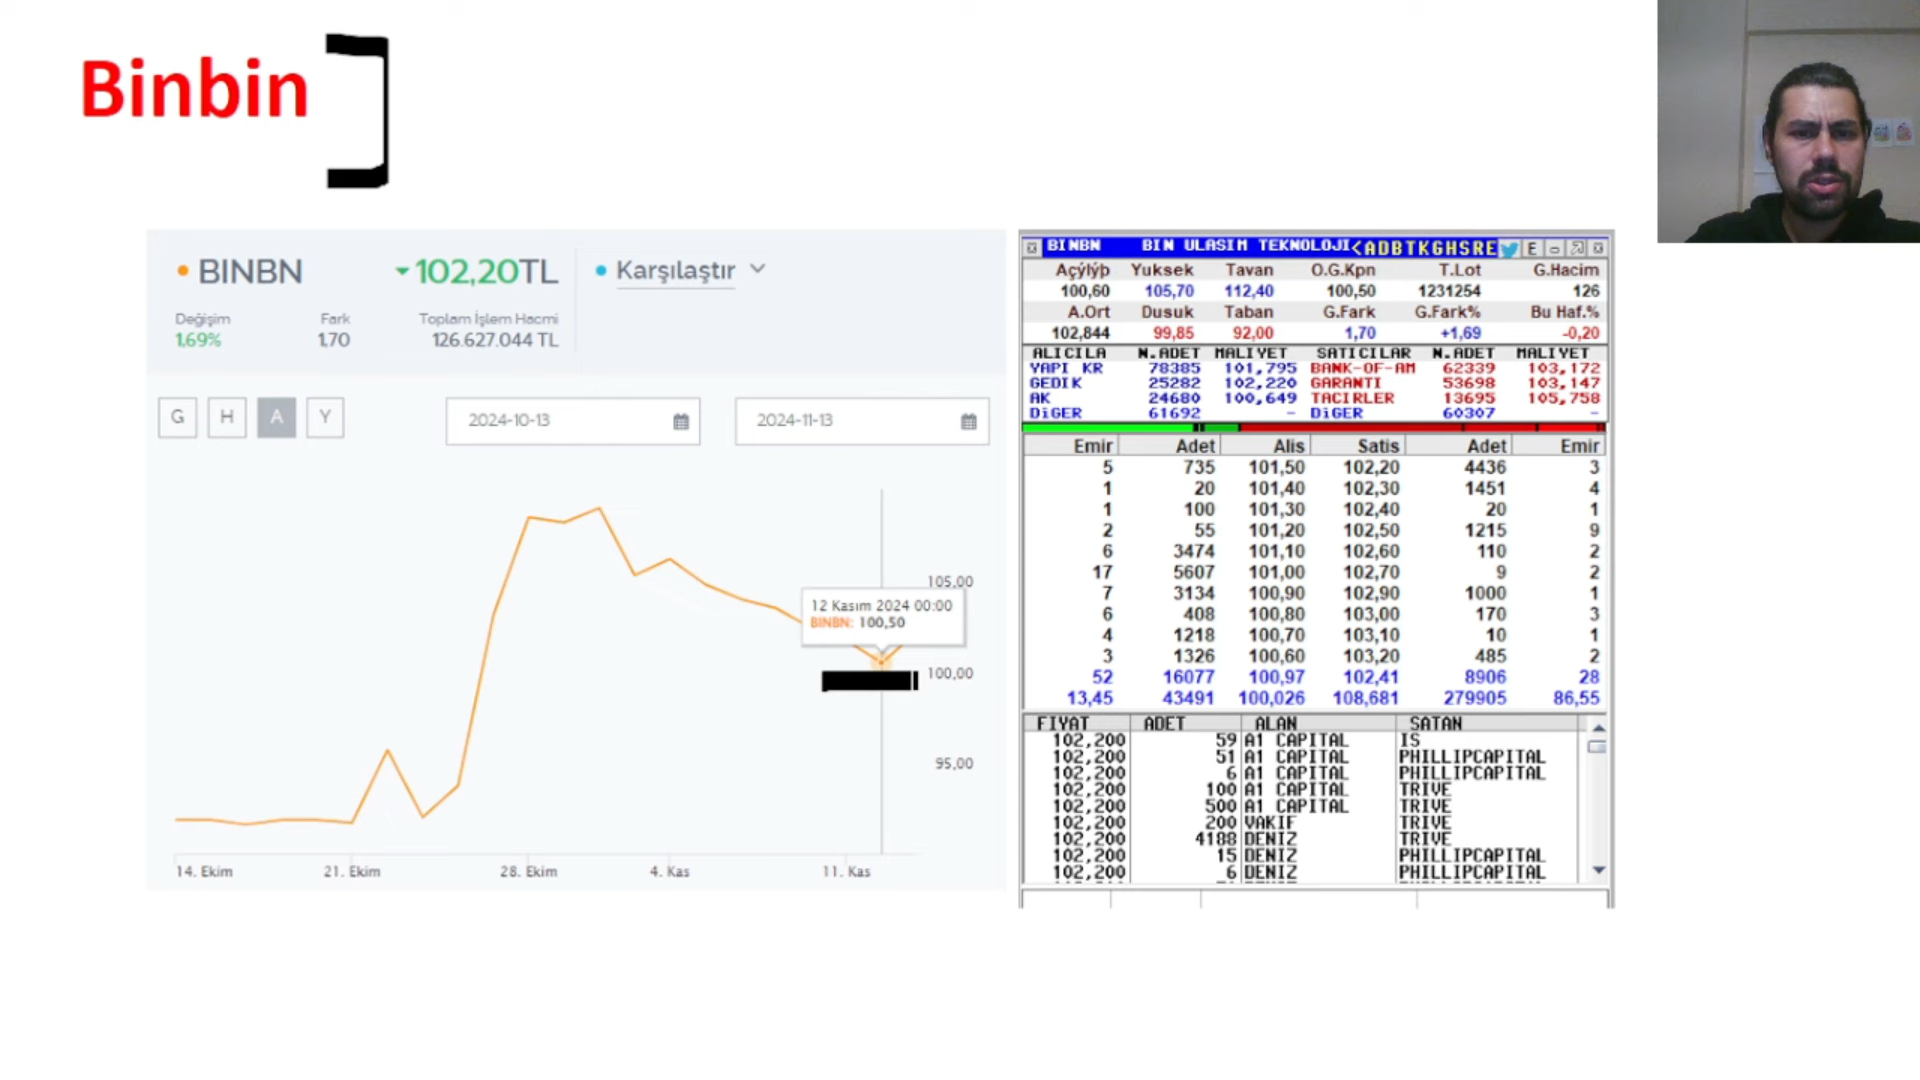 Binbin
BINBN 102,20TL Karşılaştır
Değişim Fark Toplam İşlem Hacmi
1,69% 1,70 126.627.044 TL
G H A Y 2024-10-13 2024-11-13
105,00
12 Kasım 2024 00:00
BINBN: 100,50
100,00
95,00
14. Ekim 21. Ekim 28. Ekim 4. Kas 11. Kas
BINBN BIN ULASIM TEKNOLOJI<ADBTKGHSRE E
Açýlýþ Yuksek Tavan O.G.Kpn T.Lot G.Hacim
100,60 105,70 112,40 100,50 1231254 126
A.Ort Dusuk Taban G.Fark G.Fark% Bu Haf.%
102,844 99,85 92,00 1,70 +1,69 -0,20
ALICILA N.ADET MALIYET SATICILAR N.ADET MALIYET
YAPI KR 78385 101,795 BANK-OF-AM 62339 103,172
GEDIK 25282 102,220 GARANTI 53698 103,147
AK 24680 100,649 TACIRLER 13695 105,758
DiGER 61692 - DiGER 60307 -
Emir Adet Alis Satis Adet Emir
5 735 101,50 102,20 4436 3
1 20 101,40 102,30 1451 4
1 100 101,30 102,40 20 1
2 55 101,20 102,50 1215 9
6 3474 101,10 102,60 110 2
17 5607 101,00 102,70 9 2
7 3134 100,90 102,90 1000 1
6 408 100,80 103,00 170 3
4 1218 100,70 103,10 10 1
3 1326 100,60 103,20 485 2
52 16077 100,97 102,41 8906 28
13,45 43491 100,026 108,681 279905 86,55
FIYAT ADET ALAN SATAN
102,200 59 A1 CAPITAL IS
102,200 51 A1 CAPITAL PHILLIPCAPITAL
102,200 6 A1 CAPITAL PHILLIPCAPITAL
102,200 100 A1 CAPITAL TRIVE
102,200 500 A1 CAPITAL TRIVE
102,200 200 VAKIF TRIVE
102,200 4188 DENIZ TRIVE
102,200 15 DENIZ PHILLIPCAPITAL
102,200 6 DENIZ PHILLIPCAPITAL